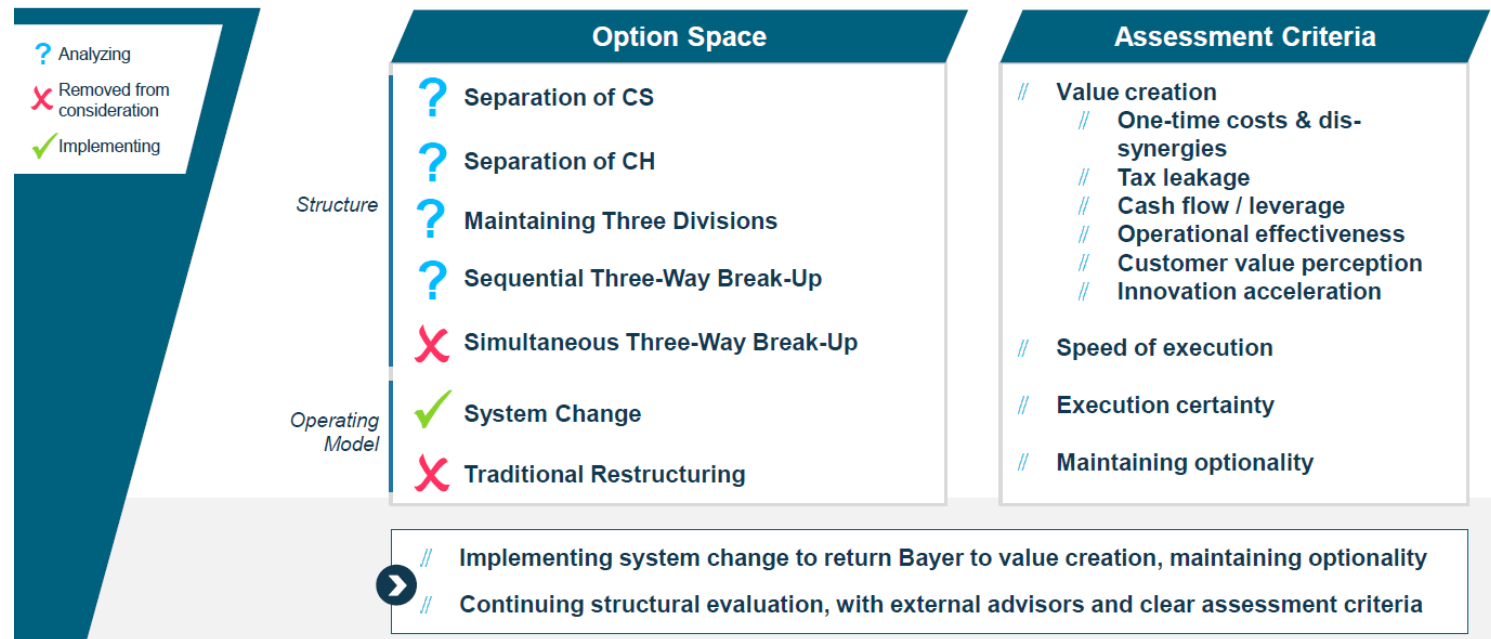 Analyzing
Removed from
consideration
Implementing
Option Space
Structure
Separation of CS
Separation of CH
Maintaining Three Divisions
Sequential Three-Way Break-Up
Simultaneous Three-Way Break-Up
Operating
Model
System Change
Traditional Restructuring
Assessment Criteria
// Value creation
// One-time costs & dis-
synergies
// Tax leakage
// Cash flow / leverage
// Operational effectiveness
// Customer value perception
// Innovation acceleration
// Speed of execution
// Execution certainty
// Maintaining optionality
// Implementing system change to return Bayer to value creation, maintaining optionality
// Continuing structural evaluation, with external advisors and clear assessment criteria